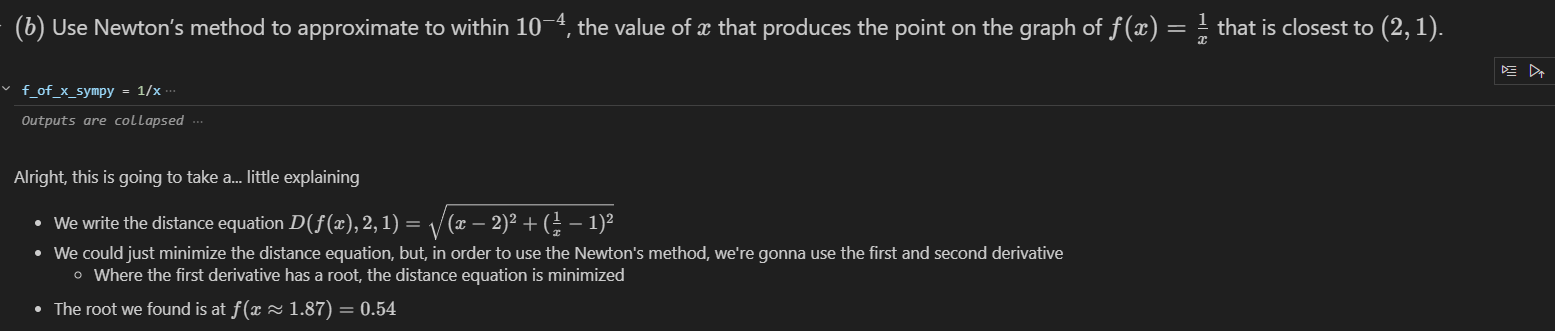 (b) Use Newton's method to approximate to within 10⁻⁴, the value of x that produces the point on the graph of f(x) = 1/x that is closest to (2, 1).
f_of_x_sympy = 1/x ···
Outputs are collapsed ···
Alright, this is going to take a... little explaining
• We write the distance equation D(f(x), 2, 1) = √((x − 2)² + (1/x − 1)²)
• We could just minimize the distance equation, but, in order to use the Newton's method, we're gonna use the first and second derivative
○ Where the first derivative has a root, the distance equation is minimized
• The root we found is at f(x ≈ 1.87) = 0.54